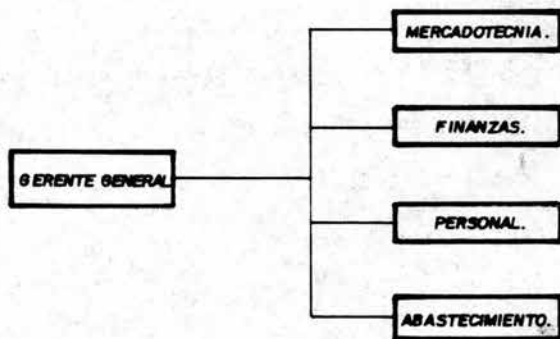 MERCADOTECNIA.
FINANZAS.
GERENTE GENERAL
PERSONAL.
ABASTECIMIENTO.